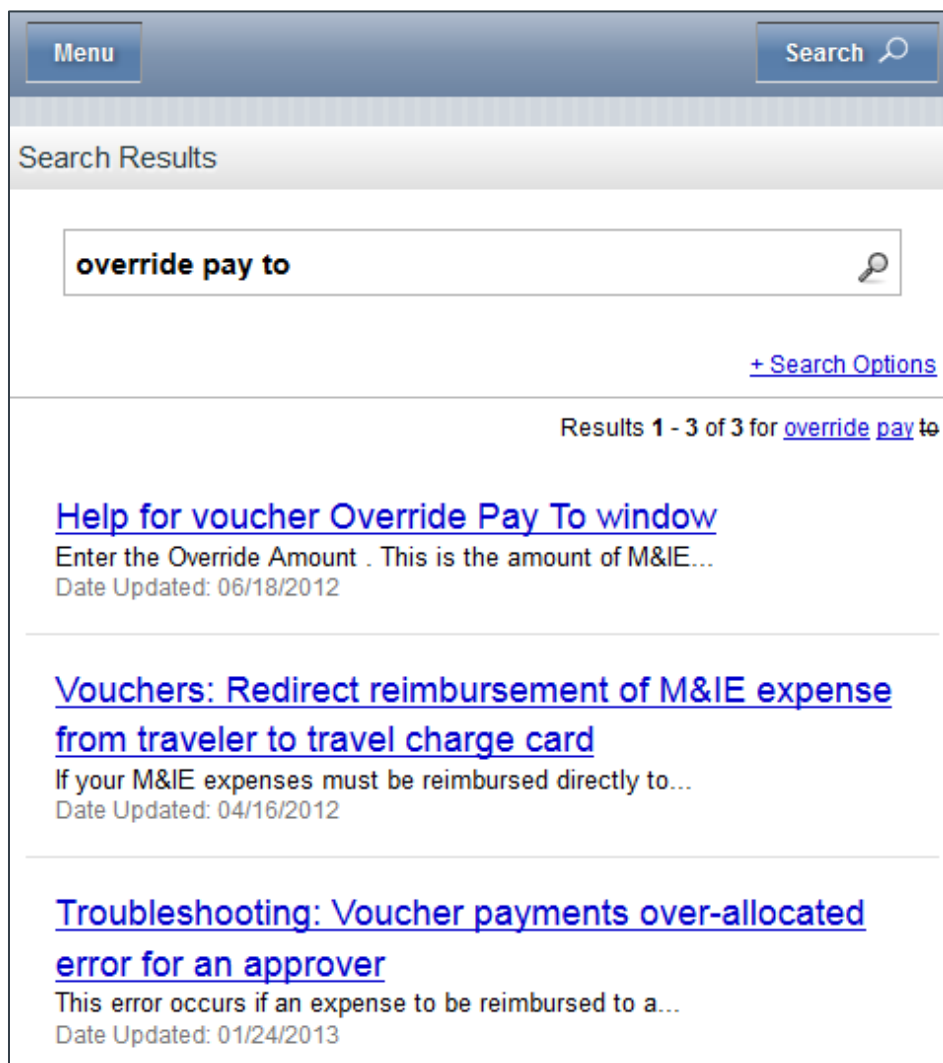 Menu
Search
Search Results
override pay to
+ Search Options
Results 1 - 3 of 3 for override pay to
Help for voucher Override Pay To window
Enter the Override Amount . This is the amount of M&IE...
Date Updated: 06/18/2012
Vouchers: Redirect reimbursement of M&IE expense
from traveler to travel charge card
If your M&IE expenses must be reimbursed directly to...
Date Updated: 04/16/2012
Troubleshooting: Voucher payments over-allocated
error for an approver
This error occurs if an expense to be reimbursed to a...
Date Updated: 01/24/2013